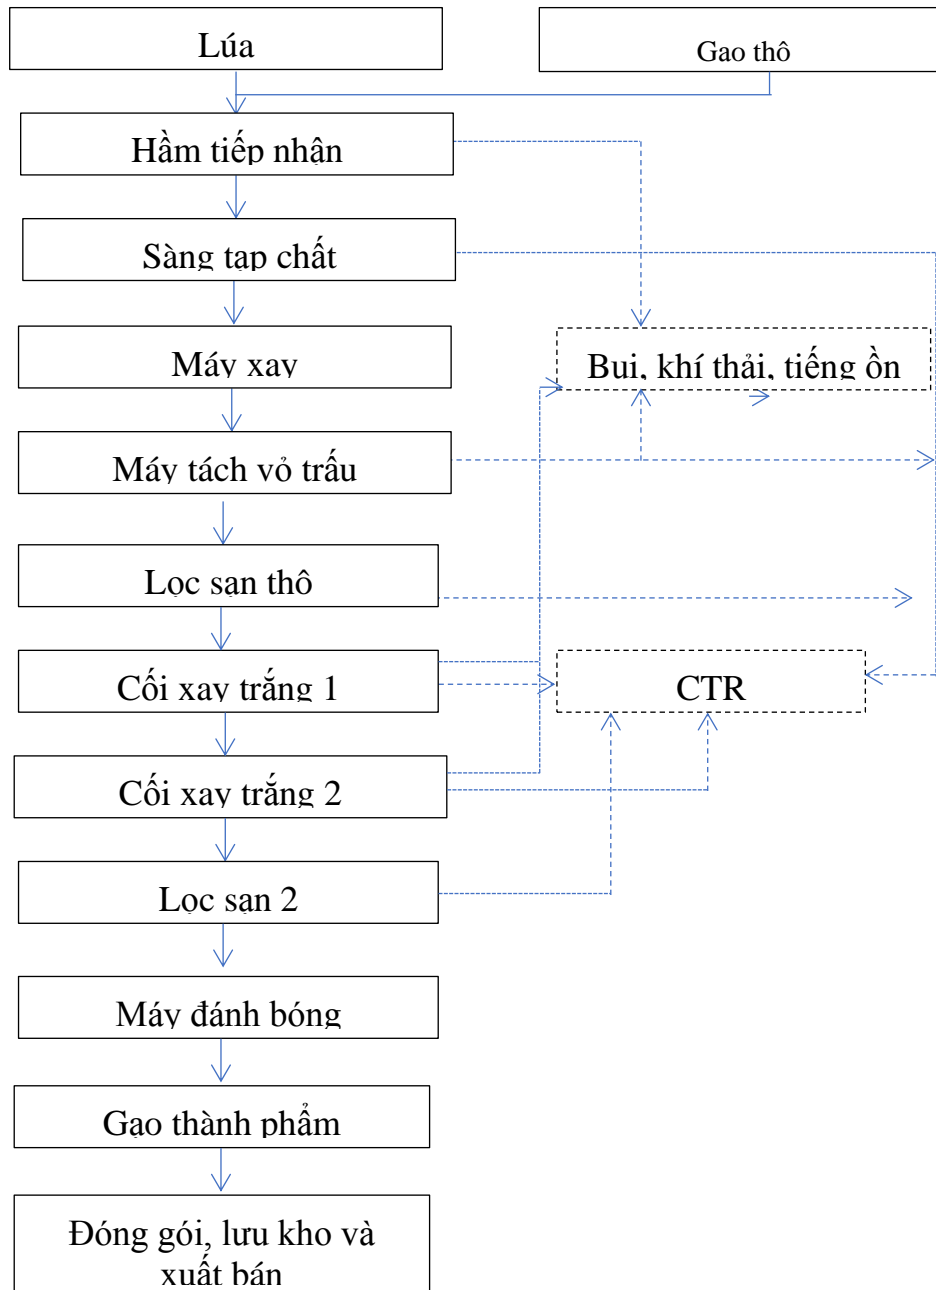 Lúa
Gao thô
Hầm tiếp nhận
Sàng tạp chất
Máy xay
Máy tách vỏ trấu
Bui, khí thải, tiếng ồn
Lọc sạn thô
Cối xay trắng 1
CTR
Cối xay trắng 2
Lọc sạn 2
Máy đánh bóng
Gạo thành phẩm
Đóng gói, lưu kho và
xuất bán